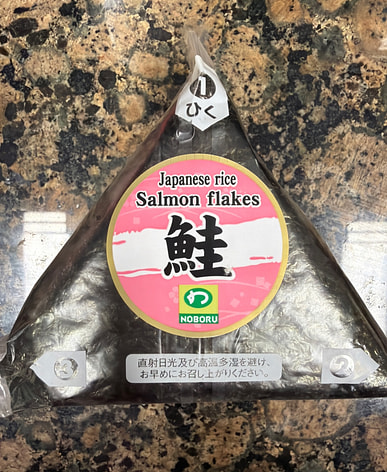 1
ひく
Japanese rice
Salmon flakes
鮭
NOBORU
3
2
直射日光及び高温多湿を避け、
お早めにお召し上がりください。